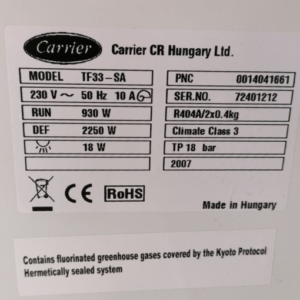 Carrier Carrier CR Hungary Ltd.
MODEL TF33-SA PNC 0014041661
230 V ~ 50 Hz 10 A SER.NO. 72401212
RUN 930 W R404A/2x0.4kg
DEF 2250 W Climate Class 3
18 W TP 18 bar
2007
CE RoHS Made in Hungary
Contains fluorinated greenhouse gases covered by the Kyoto Protocol
Hermetically sealed system